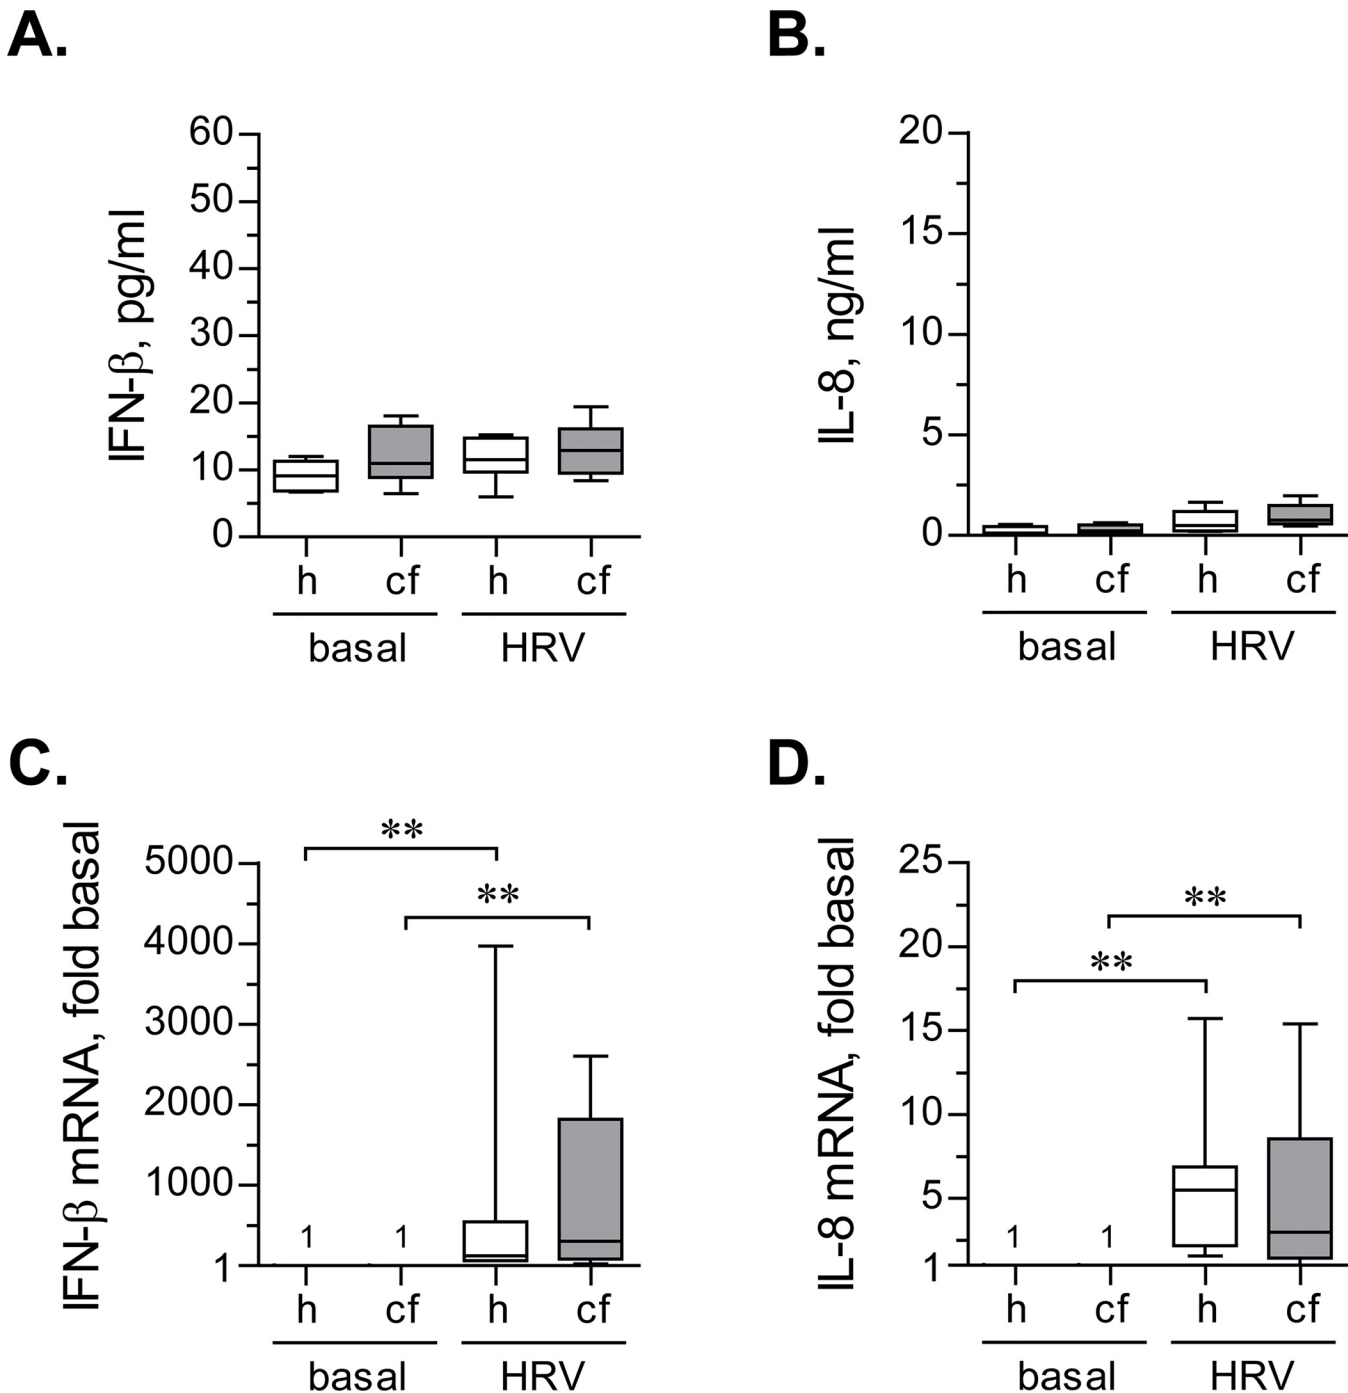 A.
IFN-β, pg/ml
60
50
40
30
20
10
0
h cf h cf
basal HRV
B.
IL-8, ng/ml
20
15
10
5
0
h cf h cf
basal HRV
C.
IFN-β mRNA, fold basal
**
**
5000
4000
3000
2000
1000
1
1 1
h cf h cf
basal HRV
D.
IL-8 mRNA, fold basal
**
**
25
20
15
10
5
1
1 1
h cf h cf
basal HRV